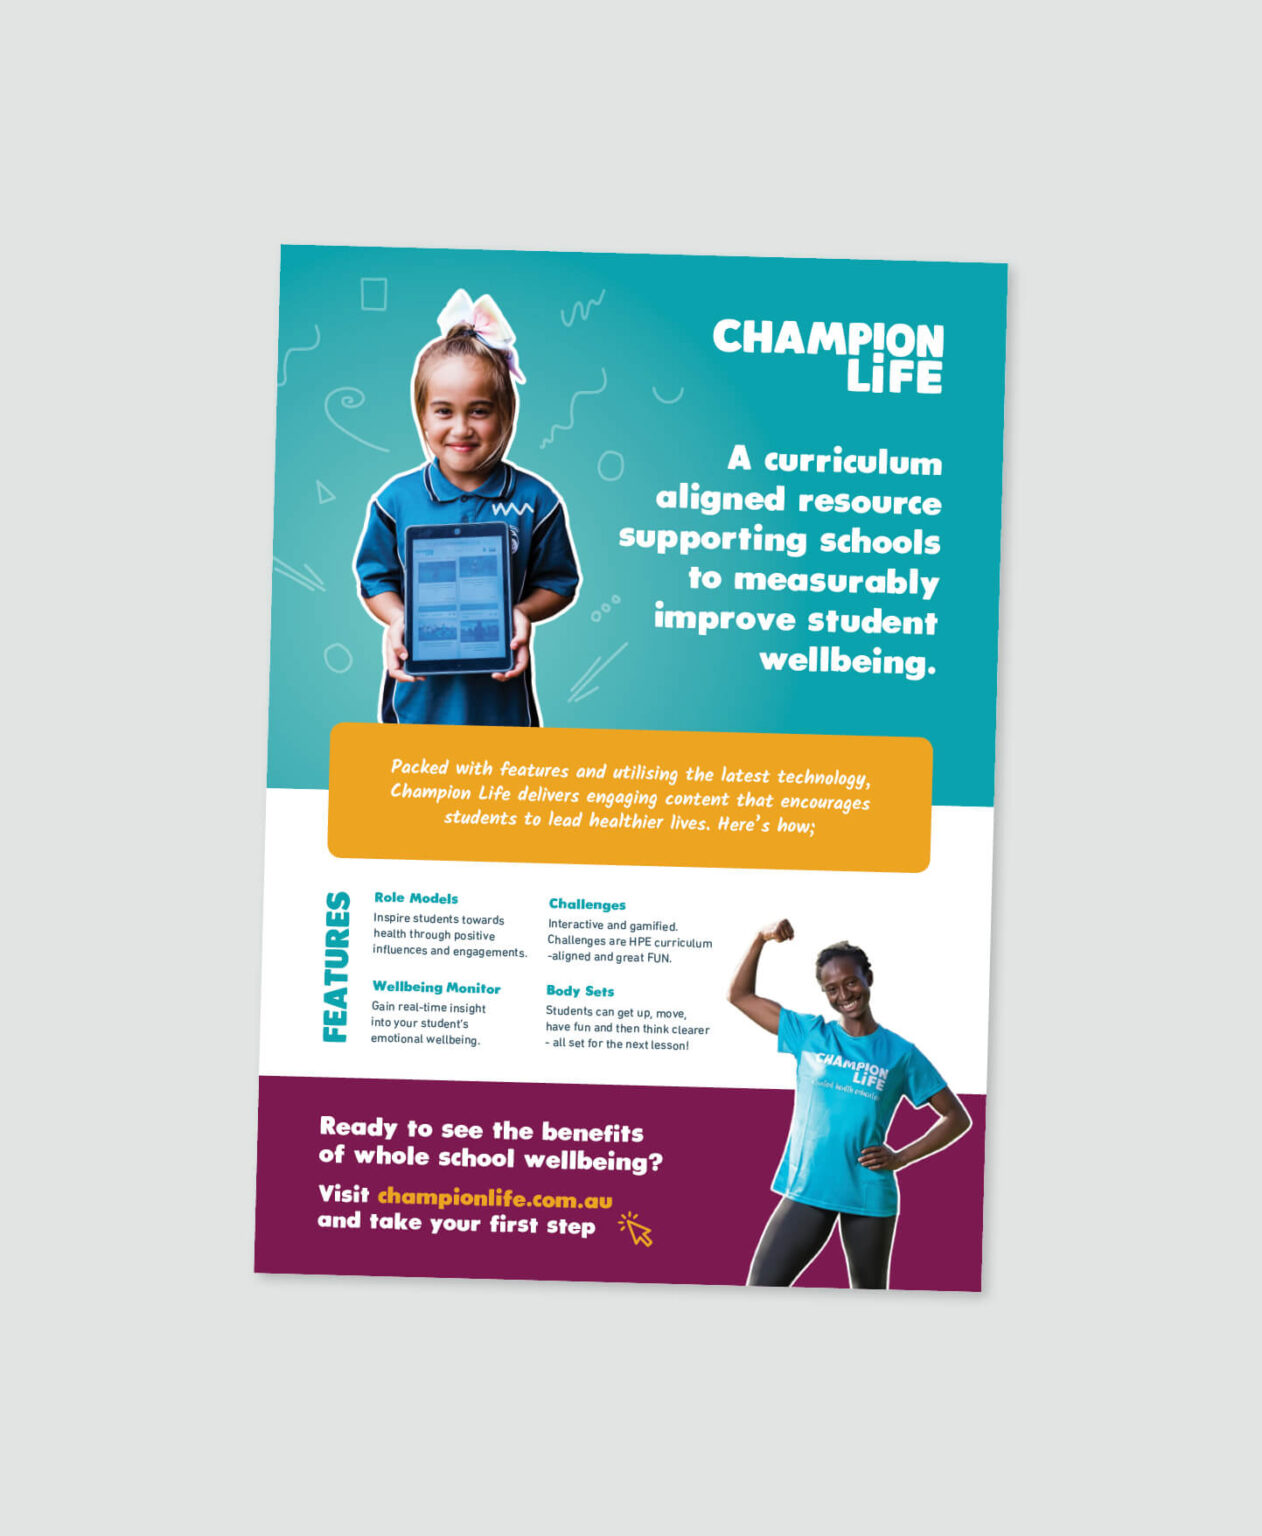 CHAMPION
LiFE
A curriculum
aligned resource
supporting schools
to measurably
improve student
wellbeing.
Packed with features and utilising the latest technology,
Champion Life delivers engaging content that encourages
students to lead healthier lives. Here's how;
FEATURES
Role Models
Inspire students towards
health through positive
influences and engagements.
Wellbeing Monitor
Gain real-time insight
into your student's
emotional wellbeing.
Challenges
Interactive and gamified.
Challenges are HPE curriculum
-aligned and great FUN.
Body Sets
Students can get up, move,
have fun and then think clearer
- all set for the next lesson!
CHAMPION
LiFE
Ready to see the benefits
of whole school wellbeing?
Visit championlife.com.au
and take your first step